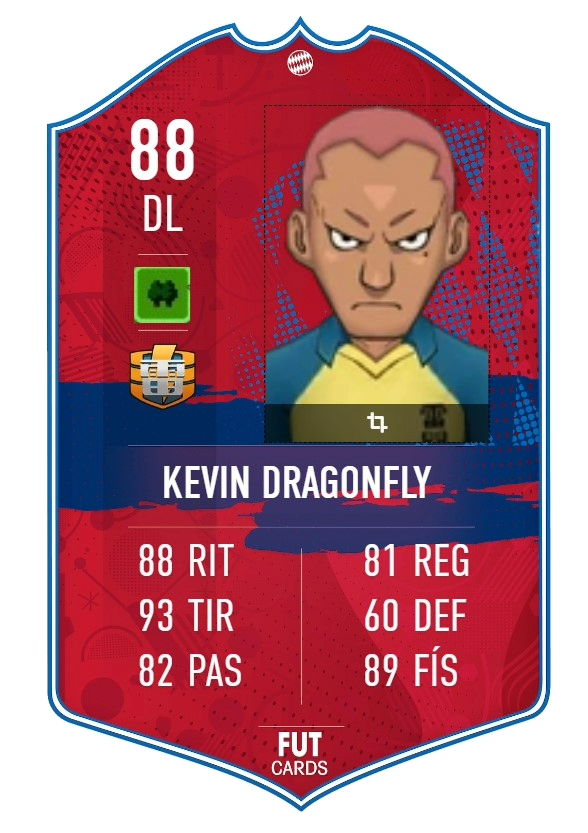 88
DL
KEVIN DRAGONFLY
88 RIT
93 TIR
82 PAS
81 REG
60 DEF
89 FÍS
FUT
CARDS